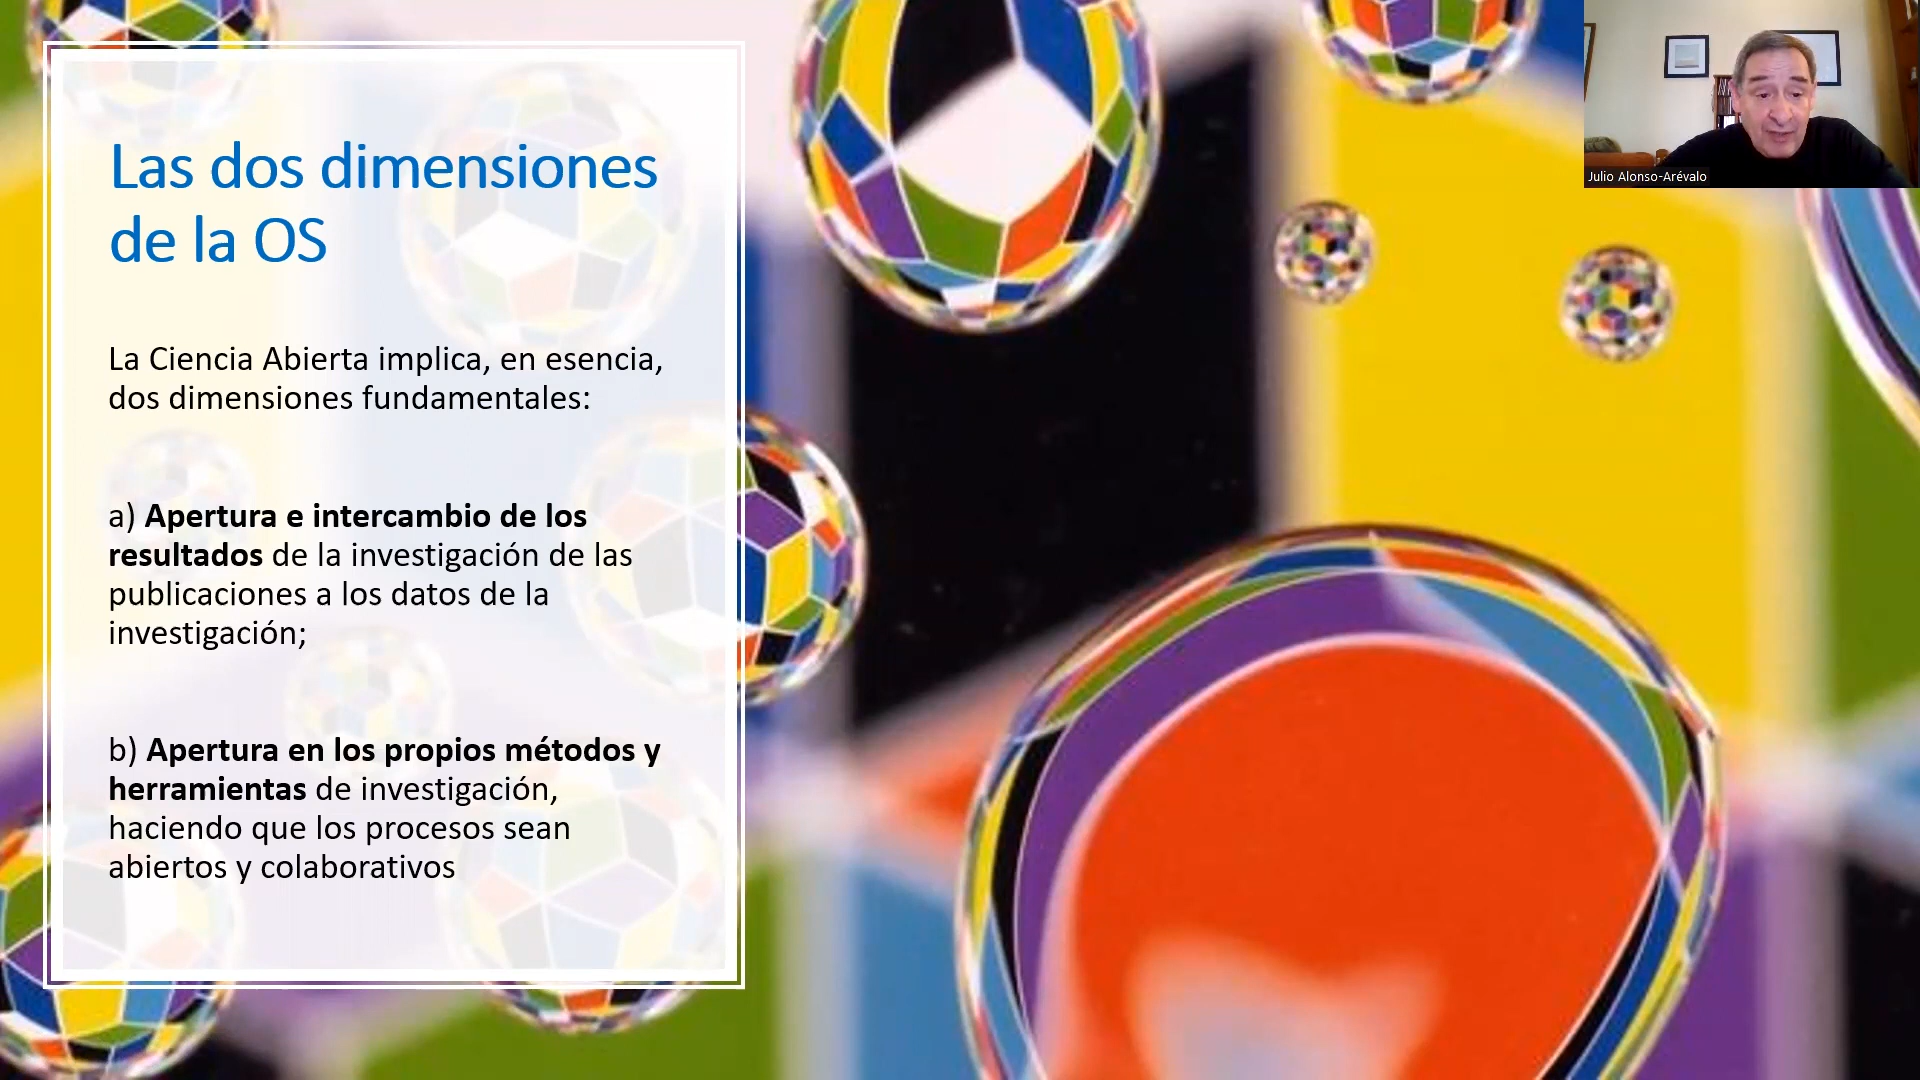 Las dos dimensiones
de la OS
La Ciencia Abierta implica, en esencia,
dos dimensiones fundamentales:
a) Apertura e intercambio de los
resultados de la investigación de las
publicaciones a los datos de la
investigación;
b) Apertura en los propios métodos y
herramientas de investigación,
haciendo que los procesos sean
abiertos y colaborativos
Julio Alonso-Arévalo